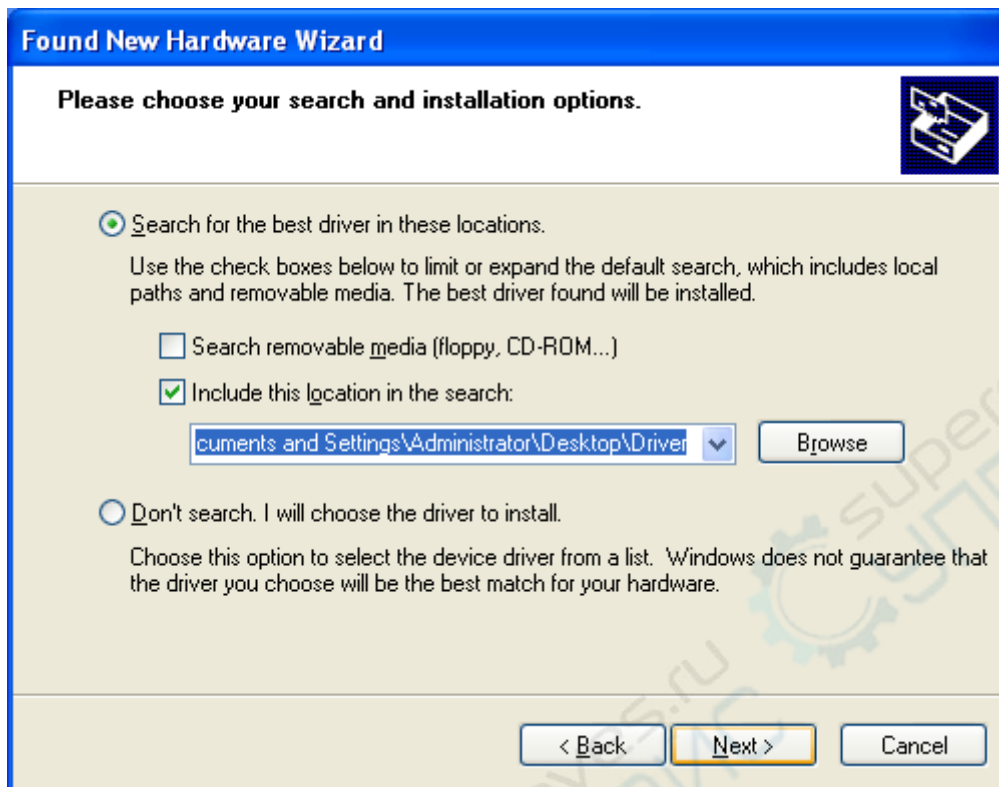 Found New Hardware Wizard
Please choose your search and installation options.
Search for the best driver in these locations.
Use the check boxes below to limit or expand the default search, which includes local
paths and removable media. The best driver found will be installed.
Search removable media (floppy, CD-ROM...)
Include this location in the search:
cuments and Settings\Administrator\Desktop\Driver
Browse
Don't search. I will choose the driver to install.
Choose this option to select the device driver from a list. Windows does not guarantee that
the driver you choose will be the best match for your hardware.
< Back
Next >
Cancel